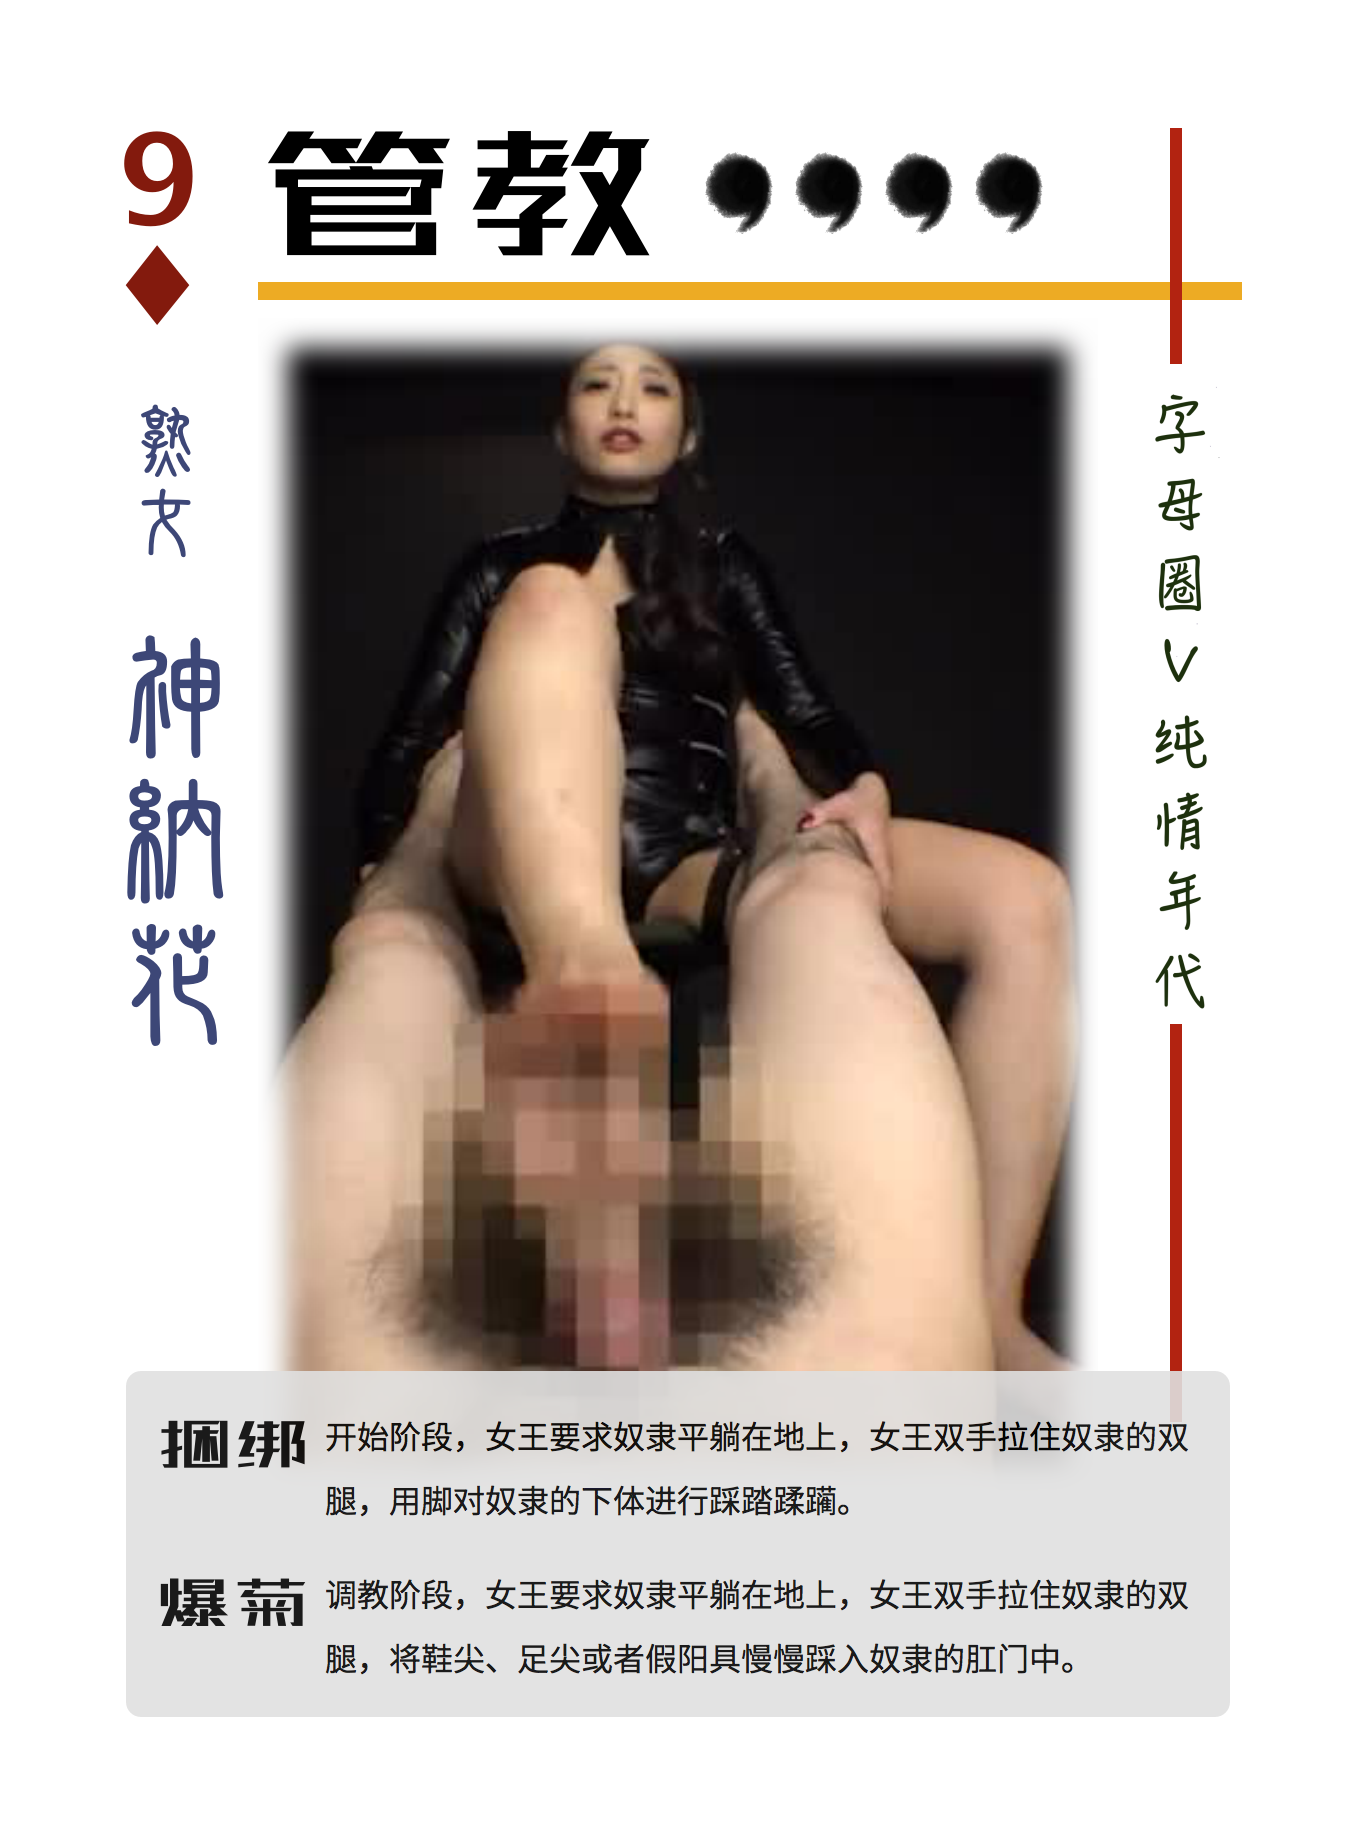 9
管教
熟女
神納花
字母圈V纯情年代
捆绑
开始阶段，女王要求奴隶平躺在地上，女王双手拉住奴隶的双
腿，用脚对奴隶的下体进行踩踏蹂躏。
爆菊
调教阶段，女王要求奴隶平躺在地上，女王双手拉住奴隶的双
腿，将鞋尖、足尖或者假阳具慢慢踩入奴隶的肛门中。